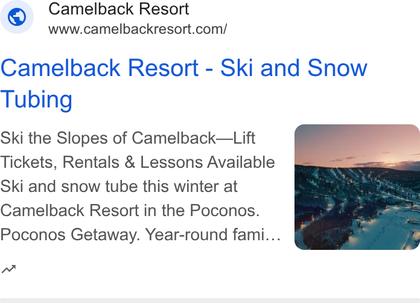 Camelback Resort
www.camelbackresort.com/
Camelback Resort - Ski and Snow
Tubing
Ski the Slopes of Camelback—Lift
Tickets, Rentals & Lessons Available
Ski and snow tube this winter at
Camelback Resort in the Poconos.
Poconos Getaway. Year-round fami...